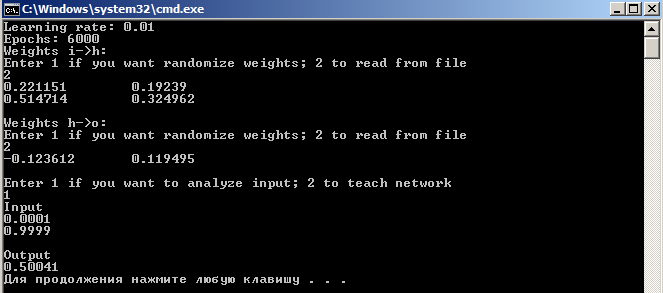 C:\Windows\system32\cmd.exe
Learning rate: 0.01
Epochs: 6000
Weights i->h:
Enter 1 if you want randomize weights; 2 to read from file
2
0.221151 0.19239
0.514714 0.324962
Weights h->o:
Enter 1 if you want randomize weights; 2 to read from file
2
-0.123612 0.119495
Enter 1 if you want to analyze input; 2 to teach network
1
Input
0.0001
0.9999
Output
0.50041
Для продолжения нажмите любую клавишу . . .